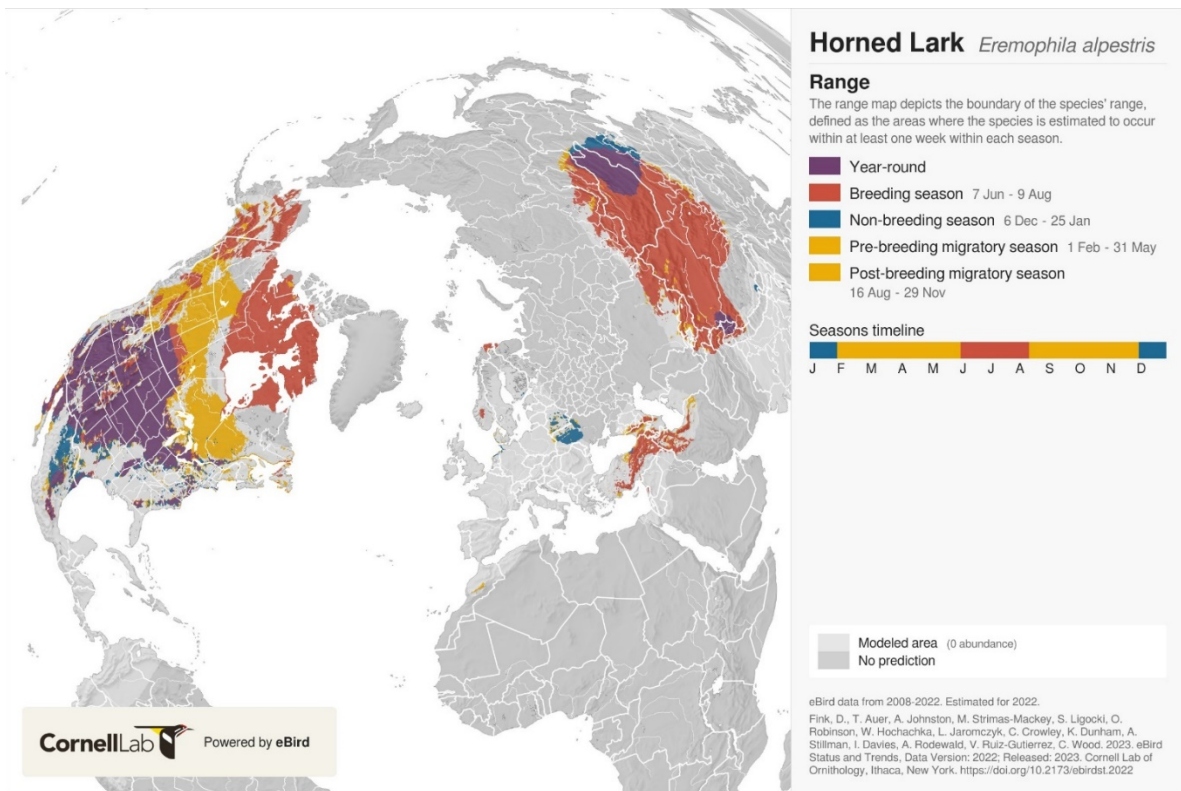 Horned Lark Eremophila alpestris
Range
The range map depicts the boundary of the species' range,
defined as the areas where the species is estimated to occur
within at least one week within each season.
Year-round
Breeding season 7 Jun - 9 Aug
Non-breeding season 6 Dec - 25 Jan
Pre-breeding migratory season 1 Feb - 31 May
Post-breeding migratory season
16 Aug - 29 Nov
Seasons timeline
J F M A M J J A S O N D
Modeled area (0 abundance)
No prediction
eBird data from 2008-2022. Estimated for 2022.
Fink, D., T. Auer, A. Johnston, M. Strimas-Mackey, S. Ligocki, O.
Robinson, W. Hochachka, L. Jaromczyk, C. Crowley, K. Dunham, A.
Stillman, I. Davies, A. Rodewald, V. Ruiz-Gutierrez, C. Wood. 2023. eBird
Status and Trends, Data Version: 2022; Released: 2023. Cornell Lab of
Ornithology, Ithaca, New York. https://doi.org/10.2173/ebirdst.2022
CornellLab Powered by eBird